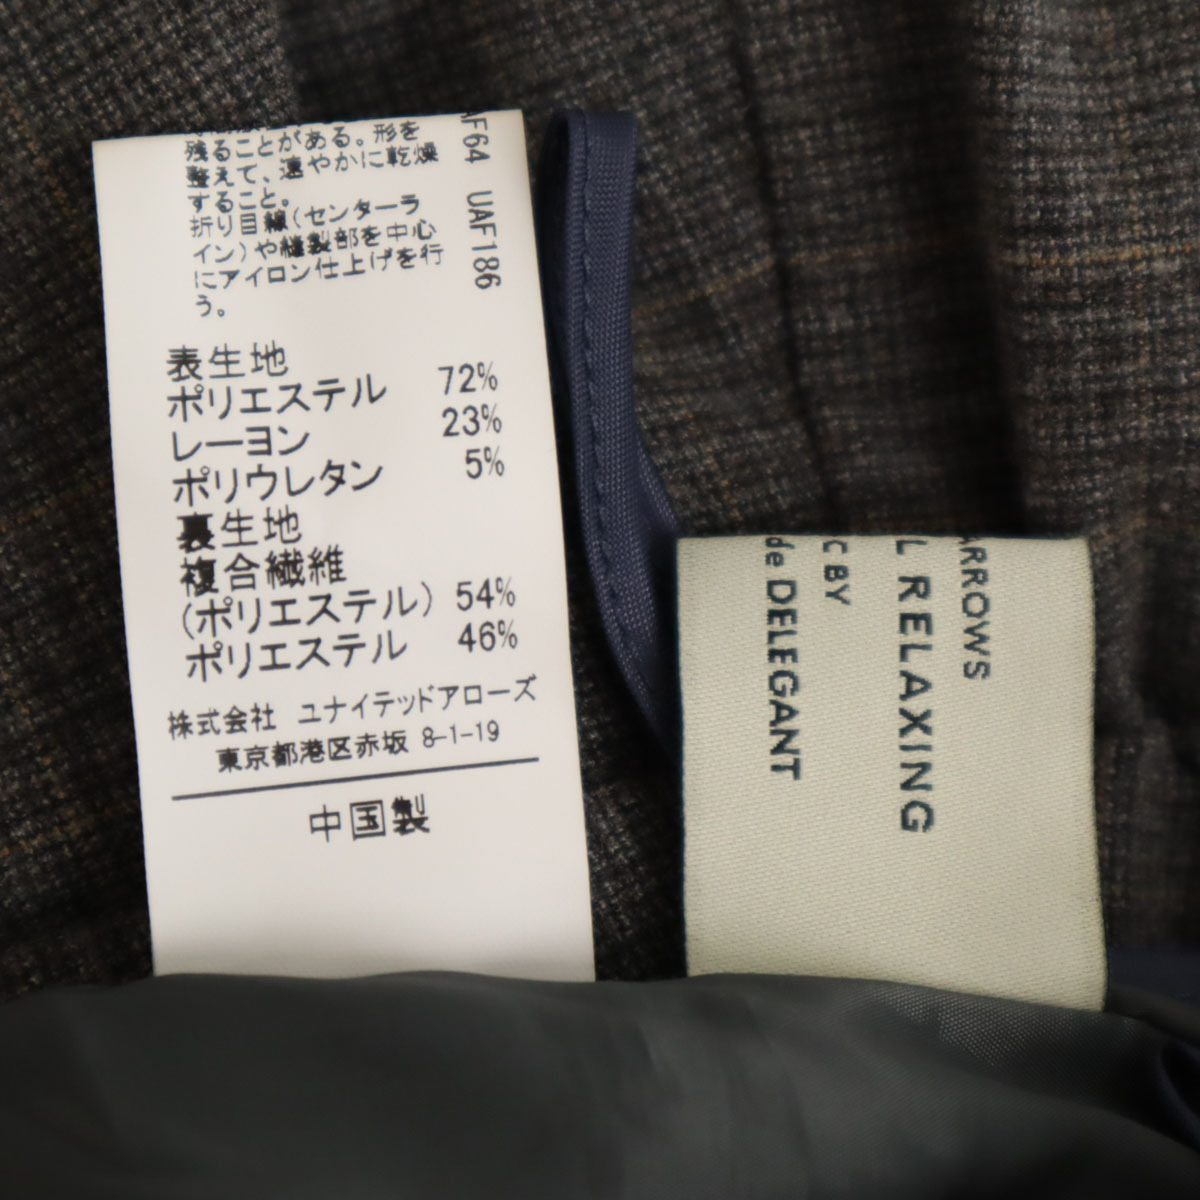 残ることがある。形を
整えて、速やかに乾燥
すること。
折り目線(センターラ
イン)や縫製部を中心
にアイロン仕上げを行
う。
AF64 UAF186
表生地
ポリエステル 72%
レーヨン 23%
ポリウレタン 5%
裏生地
複合繊維
(ポリエステル) 54%
ポリエステル 46%
株式会社 ユナイテッドアローズ
東京都港区赤坂 8-1-19
中国製
ARROWS
L RELAXING
C BY
de DELEGANT